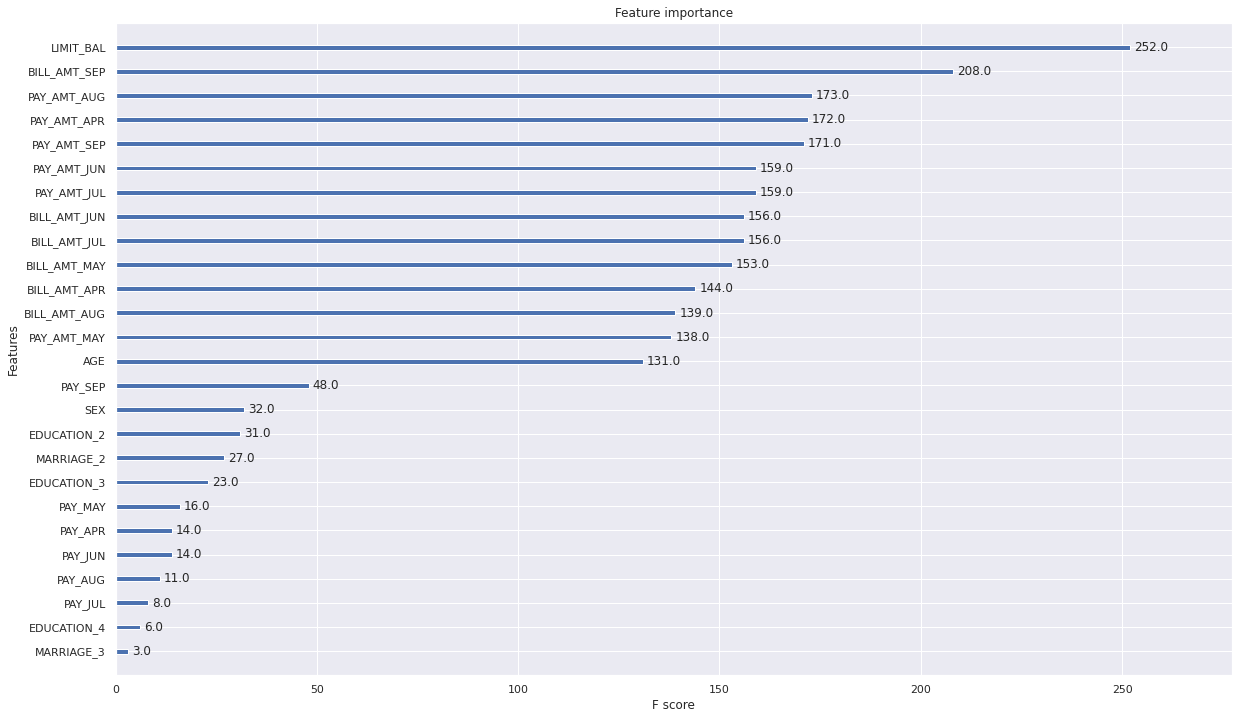 Feature importance
Features
LIMIT_BAL 252.0
BILL_AMT_SEP 208.0
PAY_AMT_AUG 173.0
PAY_AMT_APR 172.0
PAY_AMT_SEP 171.0
PAY_AMT_JUN 159.0
PAY_AMT_JUL 159.0
BILL_AMT_JUN 156.0
BILL_AMT_JUL 156.0
BILL_AMT_MAY 153.0
BILL_AMT_APR 144.0
BILL_AMT_AUG 139.0
PAY_AMT_MAY 138.0
AGE 131.0
PAY_SEP 48.0
SEX 32.0
EDUCATION_2 31.0
MARRIAGE_2 27.0
EDUCATION_3 23.0
PAY_MAY 16.0
PAY_APR 14.0
PAY_JUN 14.0
PAY_AUG 11.0
PAY_JUL 8.0
EDUCATION_4 6.0
MARRIAGE_3 3.0
0 50 100 150 200 250
F score